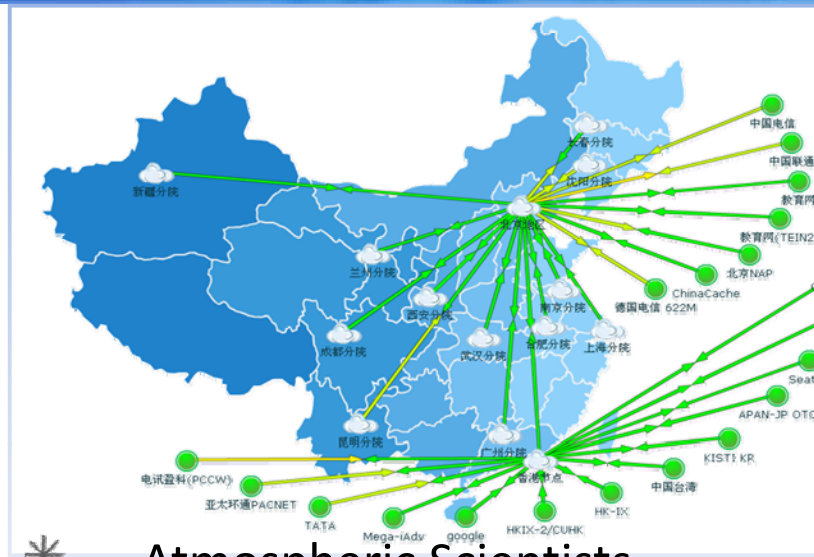 中国电信
长春分院
中国联通
沈阳分院
新疆分院
教育网
北京地区
教育网(TEIN2
兰州分院
北京NAP
ChinaCache
西安分院
南京分院
德国电信 622M
成都分院
武汉分院
合肥分院
上海分院
Seat
APAN-JP OTC
昆明分院
广州分院
KISTI KR
电讯盈科(PCCW)
香港节点
中国台湾
亚太环通PACNET
HK-IX
TATA
Mega-iAdv
google
HKIX-2/CUHK
Atmospheric Scientists